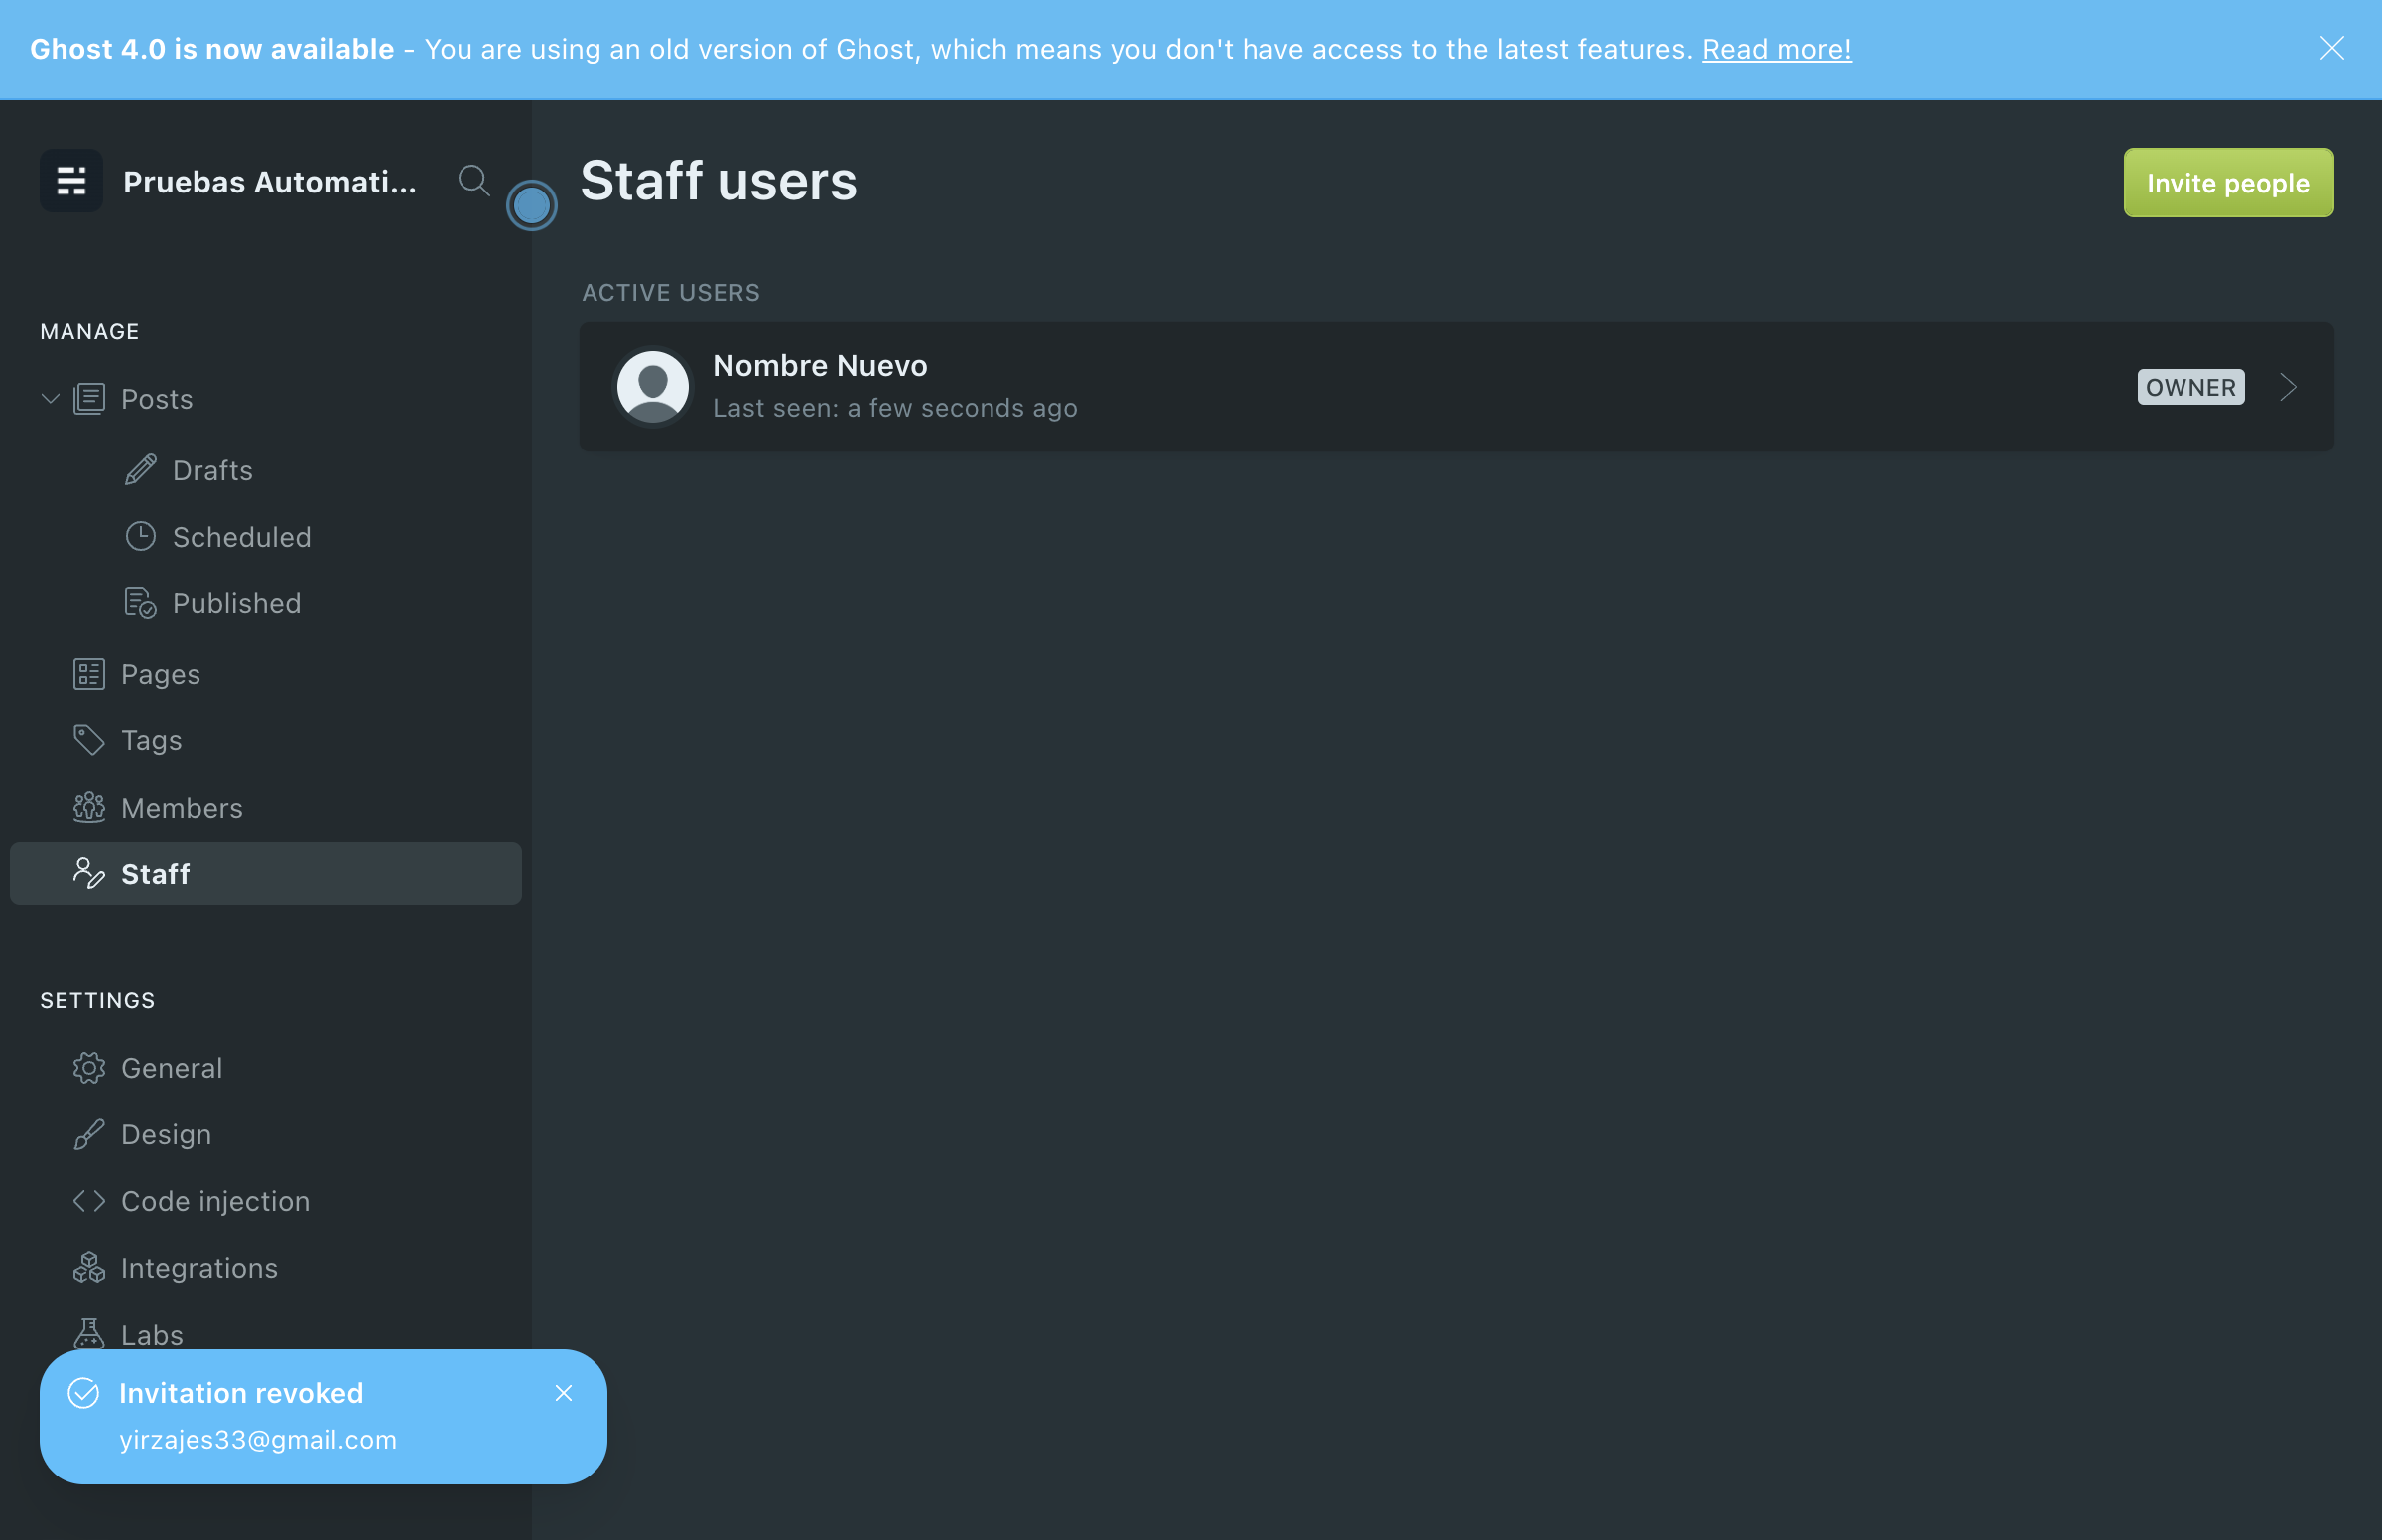 Ghost 4.0 is now available - You are using an old version of Ghost, which means you don't have access to the latest features. Read more!
Pruebas Automati...
Staff users
Invite people
MANAGE
ACTIVE USERS
Nombre Nuevo
Last seen: a few seconds ago
OWNER
Posts
Drafts
Scheduled
Published
Pages
Tags
Members
Staff
SETTINGS
General
Design
Code injection
Integrations
Labs
Invitation revoked
yirzajes33@gmail.com